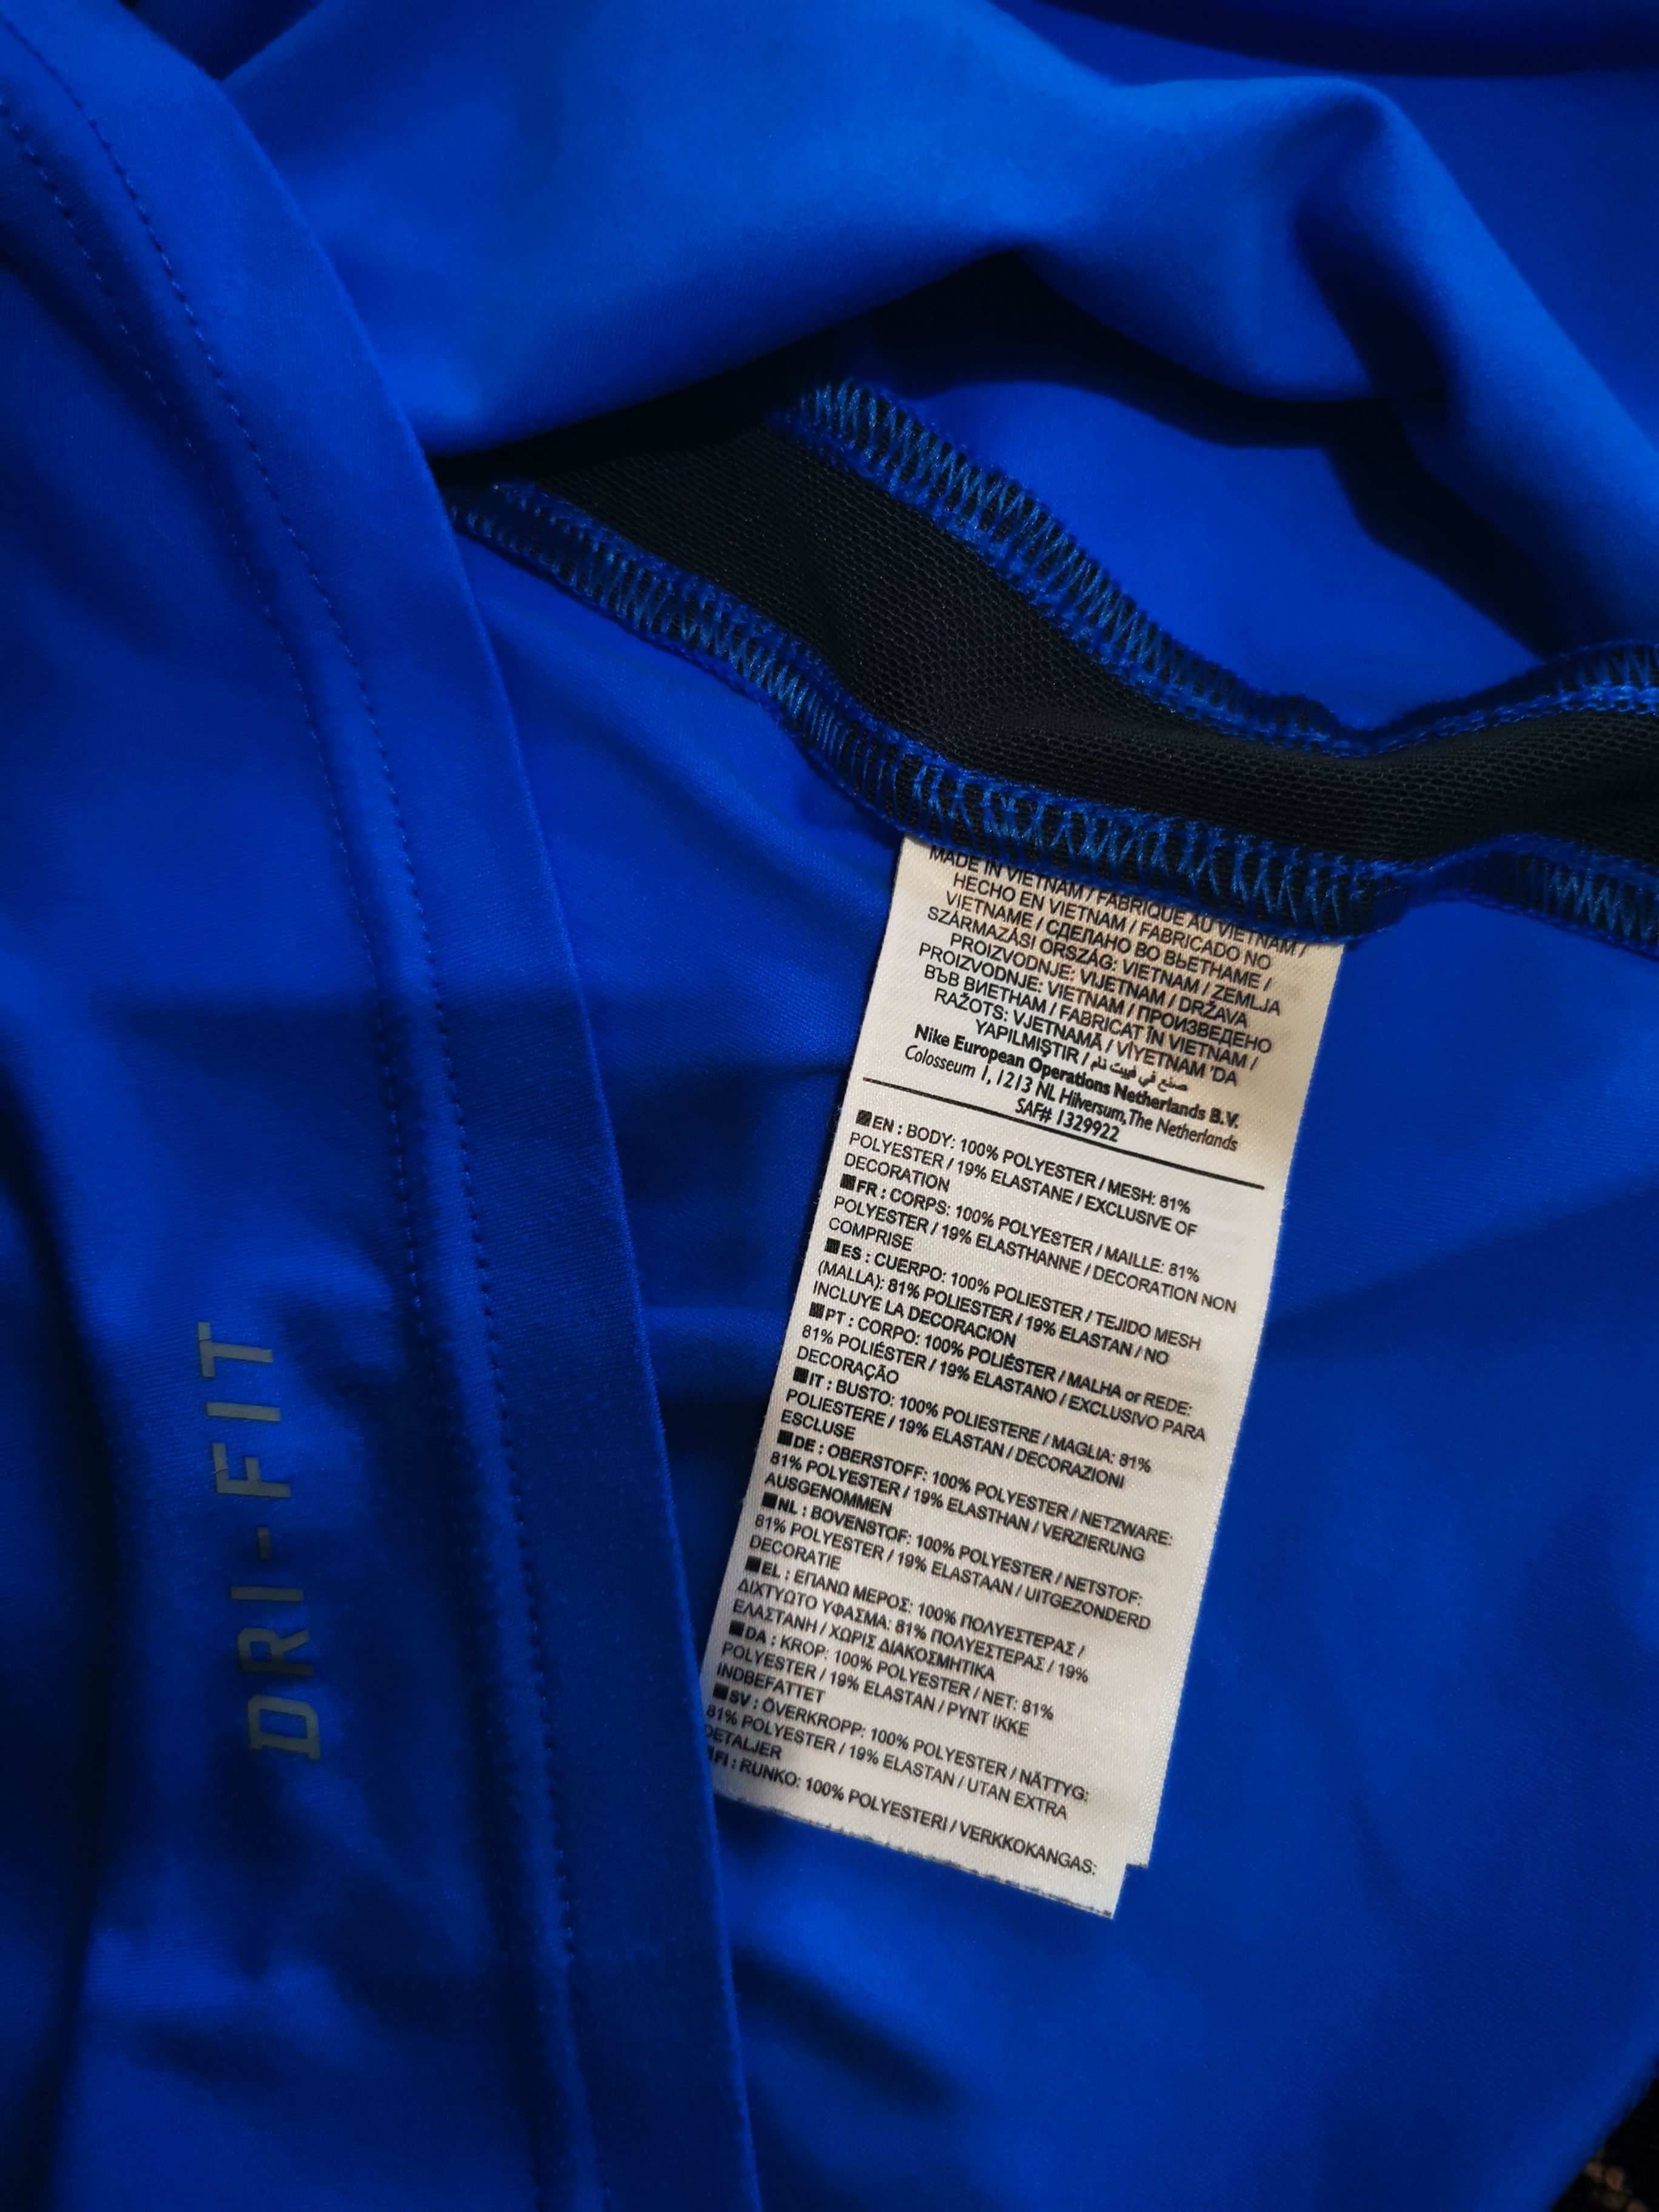 MADE IN VIETNAM / FABRIQUE AU VIETNAM /
HECHO EN VIETNAM / FABRICADO NO
VIETNAME / СДЕЛАНО ВО ВЬЕТНАМЕ /
SZÁRMAZÁSI ORSZÁG: VIETNAM / ZEMLJA
PROIZVODNJE: VIJETNAM / DRŽAVA
PROIZVODNJE: VIETNAM / ПРОИЗВЕДЕНО
ВЪВ ВИЕТНАМ / FABRICAT ÎN VIETNAM /
RAŽOTS: VJETNAMĀ / VİYETNAM 'DA
YAPILMIŞTIR / صنع في فييت نام
Nike European Operations Netherlands B.V.
Colosseum 1, 1213 NL Hilversum, The Netherlands
SAF# 1329922
EN : BODY: 100% POLYESTER / MESH: 81%
POLYESTER / 19% ELASTANE / EXCLUSIVE OF
DECORATION
FR : CORPS: 100% POLYESTER / MAILLE: 81%
POLYESTER / 19% ELASTHANNE / DECORATION NON
COMPRISE
ES : CUERPO: 100% POLIESTER / TEJIDO MESH
(MALLA): 81% POLIESTER / 19% ELASTAN / NO
INCLUYE LA DECORACION
PT : CORPO: 100% POLIÉSTER / MALHA or REDE:
81% POLIÉSTER / 19% ELASTANO / EXCLUSIVO PARA
DECORAÇÃO
IT : BUSTO: 100% POLIESTERE / MAGLIA: 81%
POLIESTERE / 19% ELASTAN / DECORAZIONI
ESCLUSE
DE : OBERSTOFF: 100% POLYESTER / NETZWARE:
81% POLYESTER / 19% ELASTHAN / VERZIERUNG
AUSGENOMMEN
NL : BOVENSTOF: 100% POLYESTER / NETSTOF:
81% POLYESTER / 19% ELASTAAN / UITGEZONDERD
DECORATIE
EL : ΕΠΑΝΩ ΜΕΡΟΣ: 100% ΠΟΛΥΕΣΤΕΡΑΣ /
ΔΙΧΤΥΩΤΟ ΥΦΑΣΜΑ: 81% ΠΟΛΥΕΣΤΕΡΑΣ / 19%
ΕΛΑΣΤΑΝΗ / ΧΩΡΙΣ ΔΙΑΚΟΣΜΗΤΙΚΑ
DA : KROP: 100% POLYESTER / NET: 81%
POLYESTER / 19% ELASTAN / PYNT IKKE
INDBEFATTET
SV : ÖVERKROPP: 100% POLYESTER / NÄTTYG:
81% POLYESTER / 19% ELASTAN / UTAN EXTRA
DETALJER
FI : RUNKO: 100% POLYESTERI / VERKKOKANGAS:
DRI-FIT